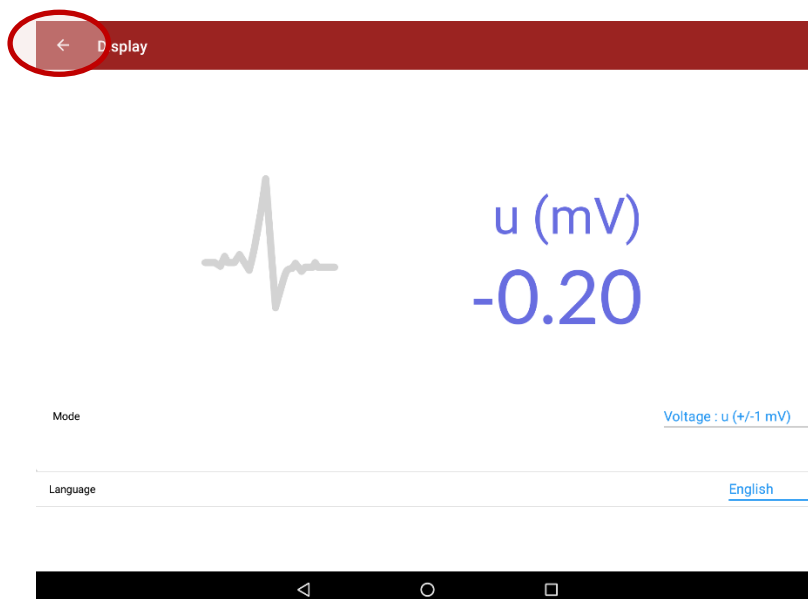 Display
u (mV)
-0.20
Mode
Voltage : u (+/-1 mV)
Language
English